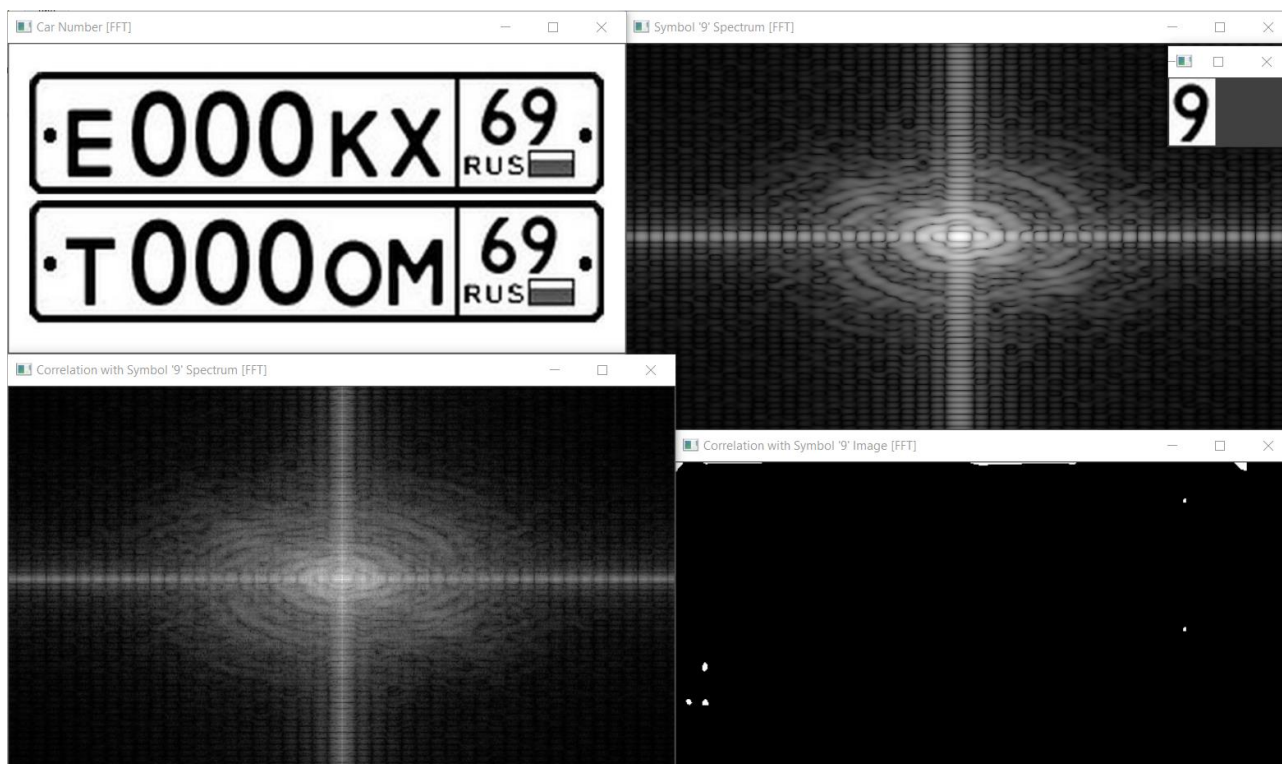 Car Number [FFT]
E000KX 69
RUS
T000OM 69
RUS
Symbol '9' Spectrum [FFT]
9
Correlation with Symbol '9' Spectrum [FFT]
Correlation with Symbol '9' Image [FFT]